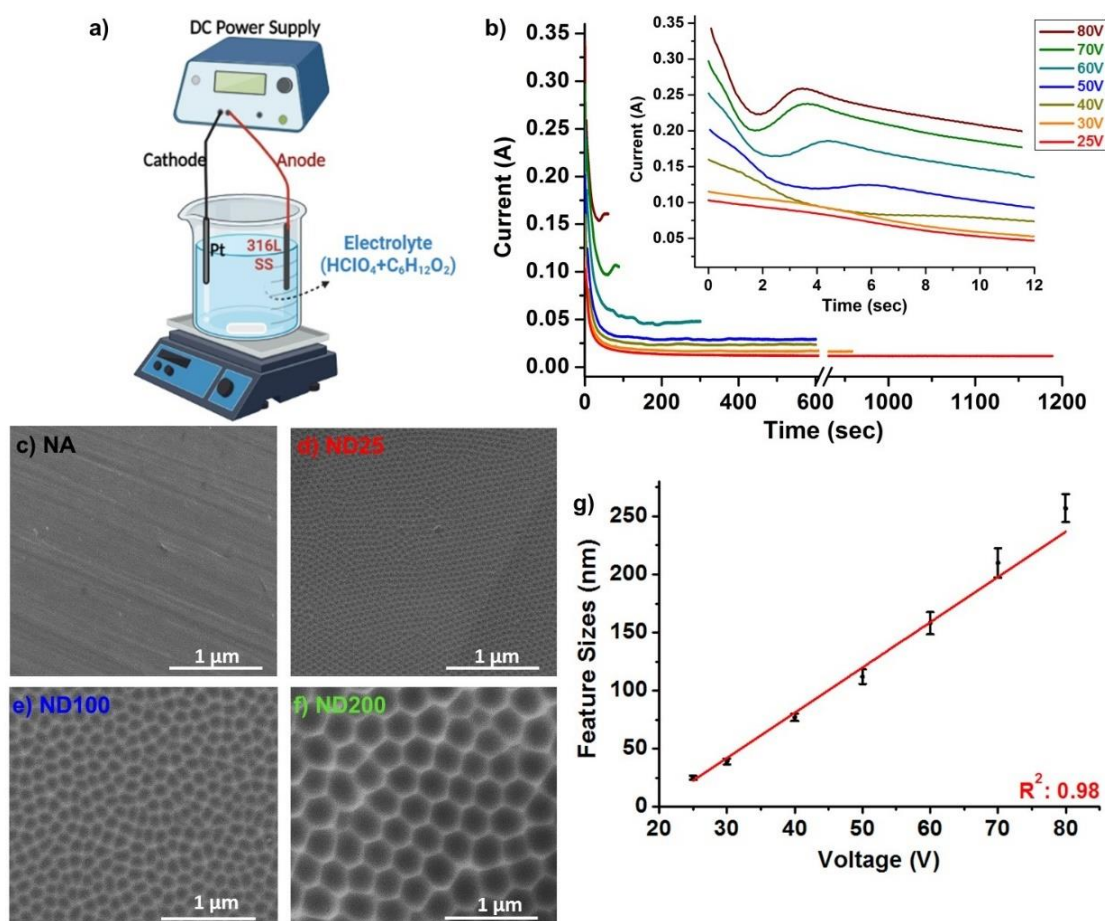 a)
DC Power Supply
Cathode
Anode
Pt
316L
SS
Electrolyte
(HClO₄+C₆H₁₂O₂)
b)
Current (A)
0.35
0.30
0.25
0.20
0.15
0.10
0.05
0.00
0 200 400 600 1000 1200
Time (sec)
Current (A)
0.35
0.30
0.25
0.20
0.15
0.10
0.05
0 2 4 6 8 10 12
Time (sec)
80V
70V
60V
50V
40V
30V
25V
c) NA
1 µm
d) ND25
1 µm
e) ND100
1 µm
f) ND200
1 µm
g)
Feature Sizes (nm)
250
200
150
100
50
0
20 30 40 50 60 70 80
Voltage (V)
R²: 0.98